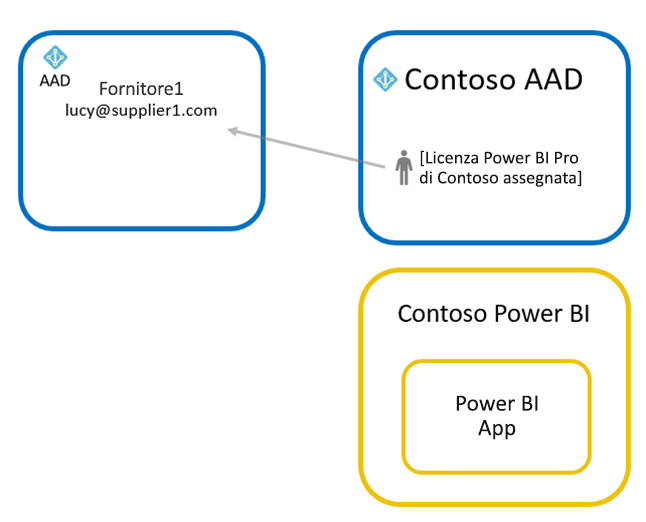 AAD
Fornitore1
lucy@supplier1.com
Contoso AAD
[Licenza Power BI Pro
di Contoso assegnata]
Contoso Power BI
Power BI
App